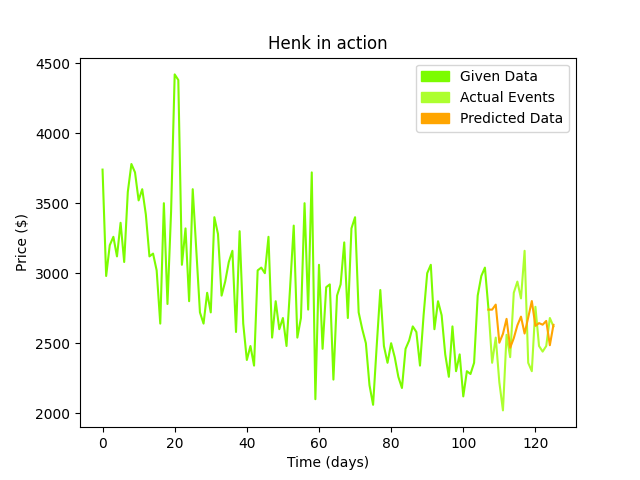 Henk in action
Given Data
Actual Events
Predicted Data
Price ($)
4500
4000
3500
3000
2500
2000
0
20
40
60
80
100
120
Time (days)